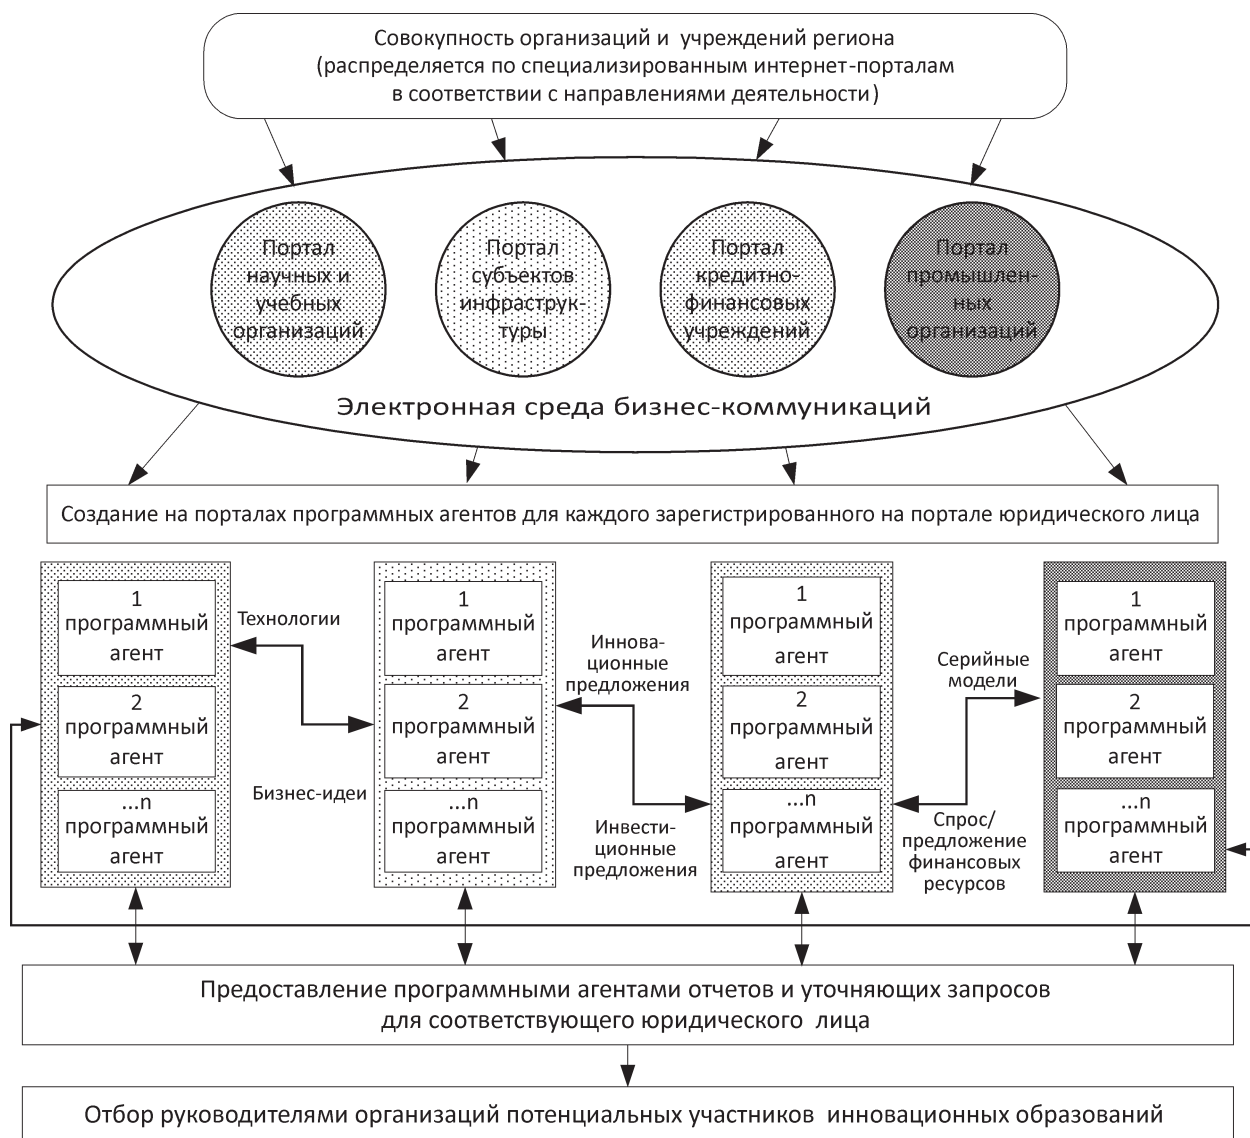 Совокупность организаций и учреждений региона
(распределяется по специализированным интернет-порталам
в соответствии с направлениями деятельности)
Портал
научных и
учебных
организаций
Портал
субъектов
инфраструк-
туры
Портал
кредитно-
финансовых
учреждений
Портал
промышлен-
ных
организаций
Электронная среда бизнес-коммуникаций
Создание на порталах программных агентов для каждого зарегистрированного на портале юридического лица
1
программный
агент
2
программный
агент
...n
программный
агент
Технологии
Бизнес-идеи
1
программный
агент
2
программный
агент
...n
программный
агент
Иннова-
ционные
предложения
Инвести-
ционные
предложения
1
программный
агент
2
программный
агент
...n
программный
агент
Серийные
модели
Спрос/
предложение
финансовых
ресурсов
1
программный
агент
2
программный
агент
...n
программный
агент
Предоставление программными агентами отчетов и уточняющих запросов
для соответствующего юридического лица
Отбор руководителями организаций потенциальных участников инновационных образований